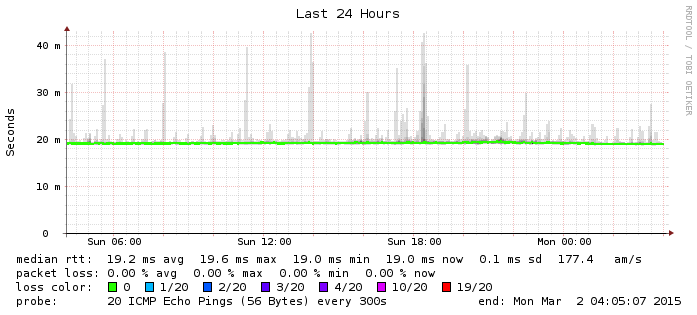 Last 24 Hours
RRDTOOL / TOBI OETIKER
Seconds
40 m
30 m
20 m
10 m
0
Sun 06:00 Sun 12:00 Sun 18:00 Mon 00:00
median rtt: 19.2 ms avg 19.6 ms max 19.0 ms min 19.0 ms now 0.1 ms sd 177.4 am/s
packet loss: 0.00 % avg 0.00 % max 0.00 % min 0.00 % now
loss color: 0 1/20 2/20 3/20 4/20 10/20 19/20
probe: 20 ICMP Echo Pings (56 Bytes) every 300s end: Mon Mar 2 04:05:07 2015